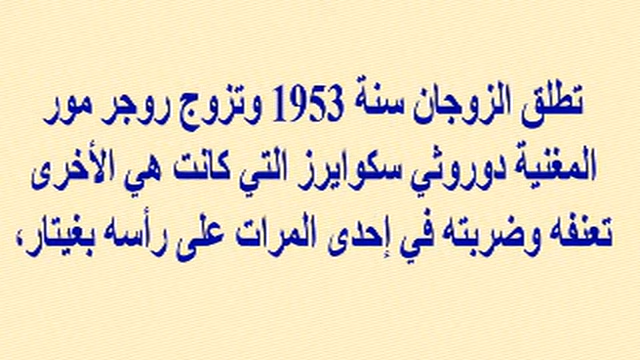 تطلق الزوجان سنة 1953 وتزوج روجر مور
المغنية دوروثي سكوايرز التي كانت هي الأخرى
تعنفه وضربته في إحدى المرات على رأسه بغيتار،